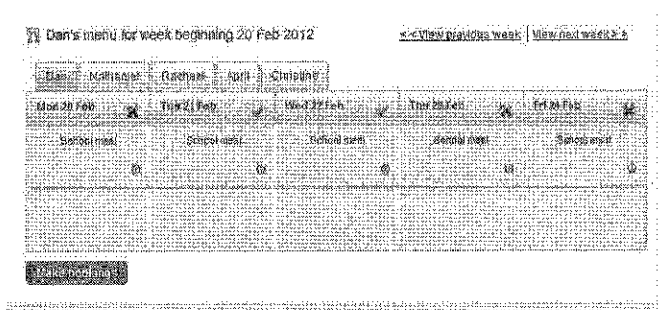 Dan's menu for week beginning 20 Feb 2012
< < View previous week | View next week > >
Dan Nathaniel Rachael April Christine
Mon 20 Feb Tue 21 Feb Wed 22 Feb Thu 23 Feb Fri 24 Feb
School meal School meal School meal School meal School meal
Make booking